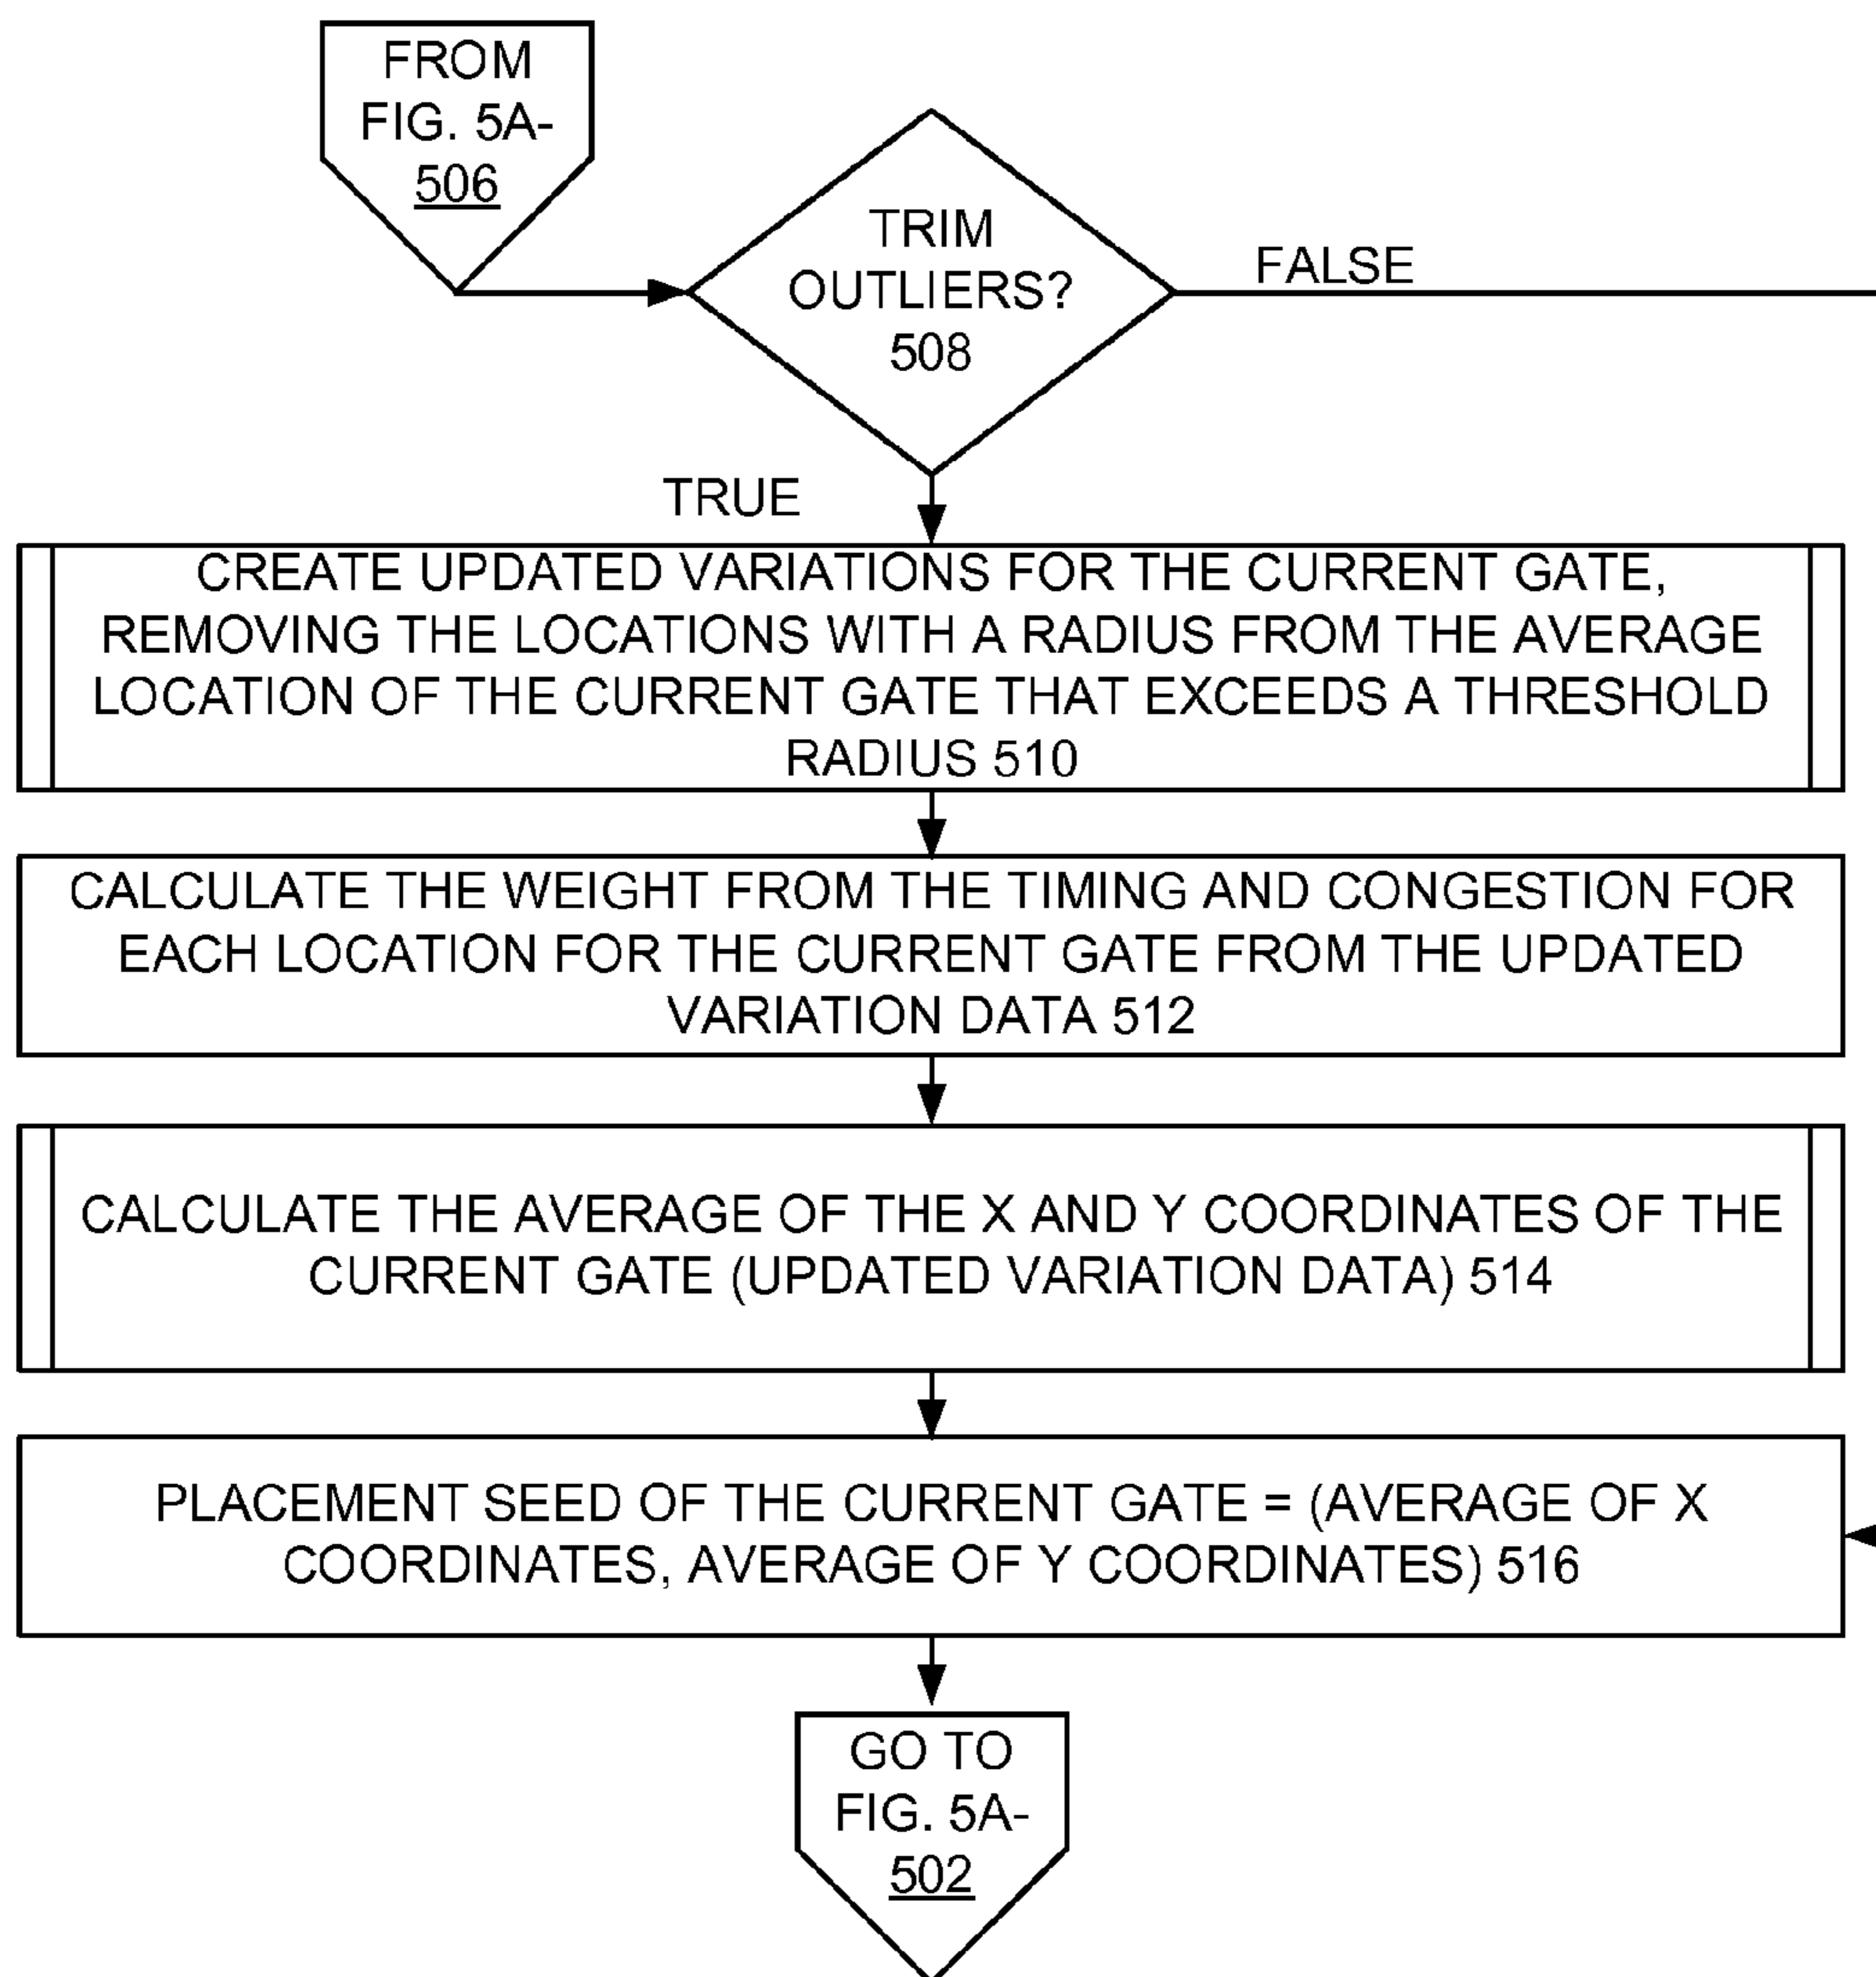 FROM
FIG. 5A-
506
TRIM
OUTLIERS?
508
FALSE
TRUE
CREATE UPDATED VARIATIONS FOR THE CURRENT GATE,
REMOVING THE LOCATIONS WITH A RADIUS FROM THE AVERAGE
LOCATION OF THE CURRENT GATE THAT EXCEEDS A THRESHOLD
RADIUS 510
CALCULATE THE WEIGHT FROM THE TIMING AND CONGESTION FOR
EACH LOCATION FOR THE CURRENT GATE FROM THE UPDATED
VARIATION DATA 512
CALCULATE THE AVERAGE OF THE X AND Y COORDINATES OF THE
CURRENT GATE (UPDATED VARIATION DATA) 514
PLACEMENT SEED OF THE CURRENT GATE = (AVERAGE OF X
COORDINATES, AVERAGE OF Y COORDINATES) 516
GO TO
FIG. 5A-
502